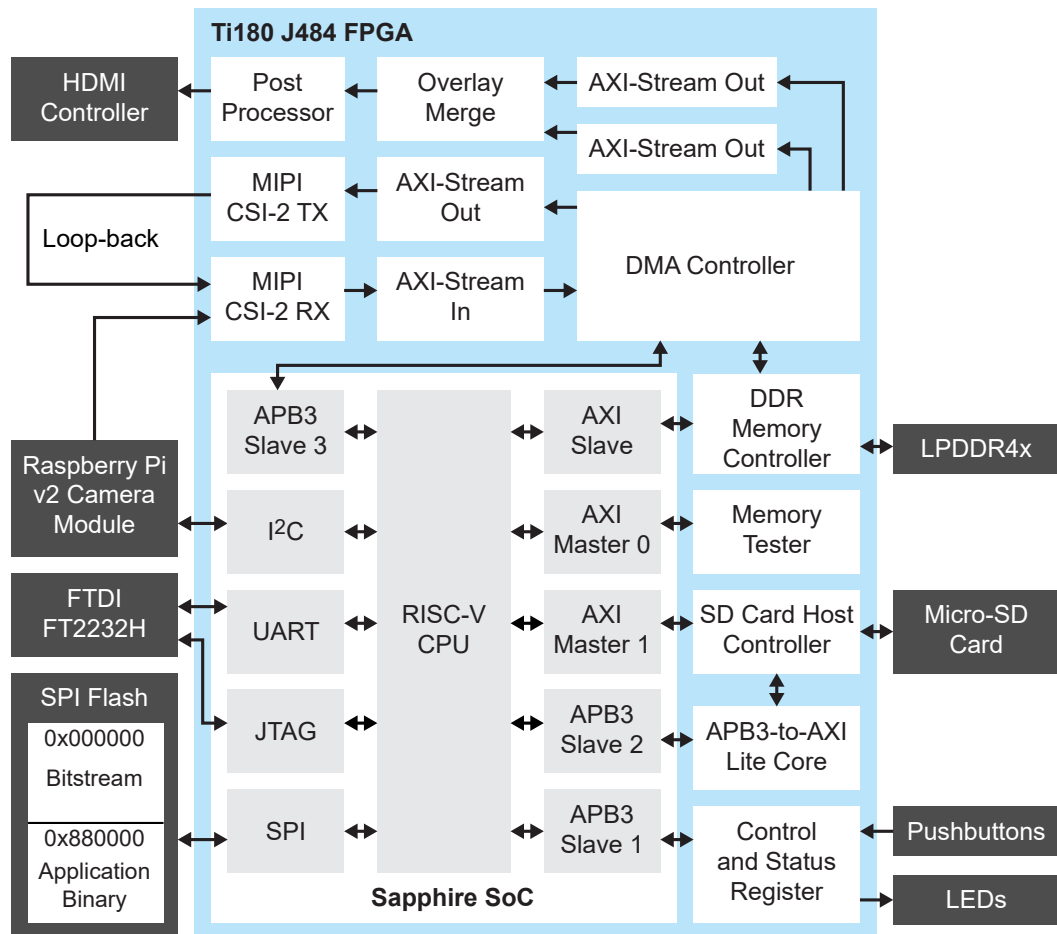 Ti180 J484 FPGA
HDMI
Controller
Post
Processor
Overlay
Merge
AXI-Stream Out
AXI-Stream Out
MIPI
CSI-2 TX
AXI-Stream
Out
Loop-back
DMA Controller
MIPI
CSI-2 RX
AXI-Stream
In
APB3
Slave 3
AXI
Slave
DDR
Memory
Controller
LPDDR4x
Raspberry Pi
v2 Camera
Module
I²C
AXI
Master 0
Memory
Tester
FTDI
FT2232H
UART
RISC-V
CPU
AXI
Master 1
SD Card Host
Controller
Micro-SD
Card
SPI Flash
0x000000
Bitstream
0x880000
Application
Binary
JTAG
APB3
Slave 2
APB3-to-AXI
Lite Core
SPI
APB3
Slave 1
Control
and Status
Register
Pushbuttons
LEDs
Sapphire SoC